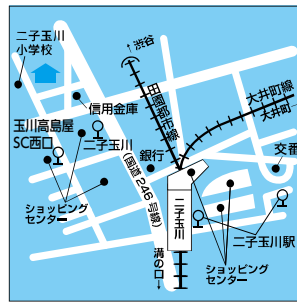 二子玉川
小学校
↑渋谷
田園都市線
大井町線
大井町
信用金庫
玉川高島屋
SC西口
二子玉川
(国道246号線)
銀行
交番
ショッピング
センター
二子玉川
二子玉川駅
ショッピング
センター
溝の口↓